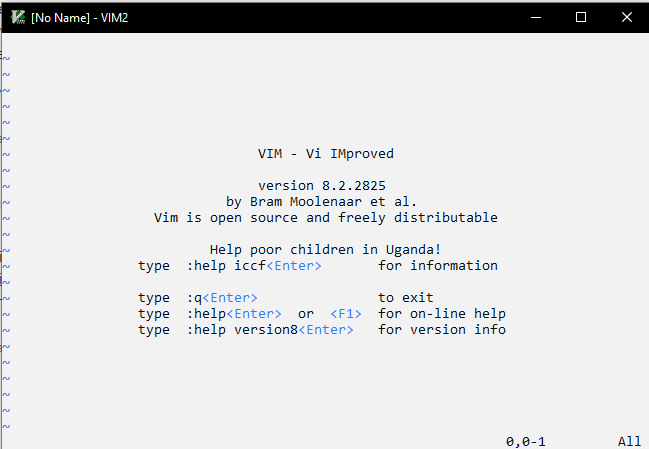 [No Name] - VIM2
~
~
~
~
~
~
~ VIM - Vi IMproved
~
~ version 8.2.2825
~ by Bram Moolenaar et al.
~ Vim is open source and freely distributable
~
~ Help poor children in Uganda!
~ type :help iccf<Enter> for information
~
~ type :q<Enter> to exit
~ type :help<Enter> or <F1> for on-line help
~ type :help version8<Enter> for version info
~
~
~
~
~
~
0,0-1 All